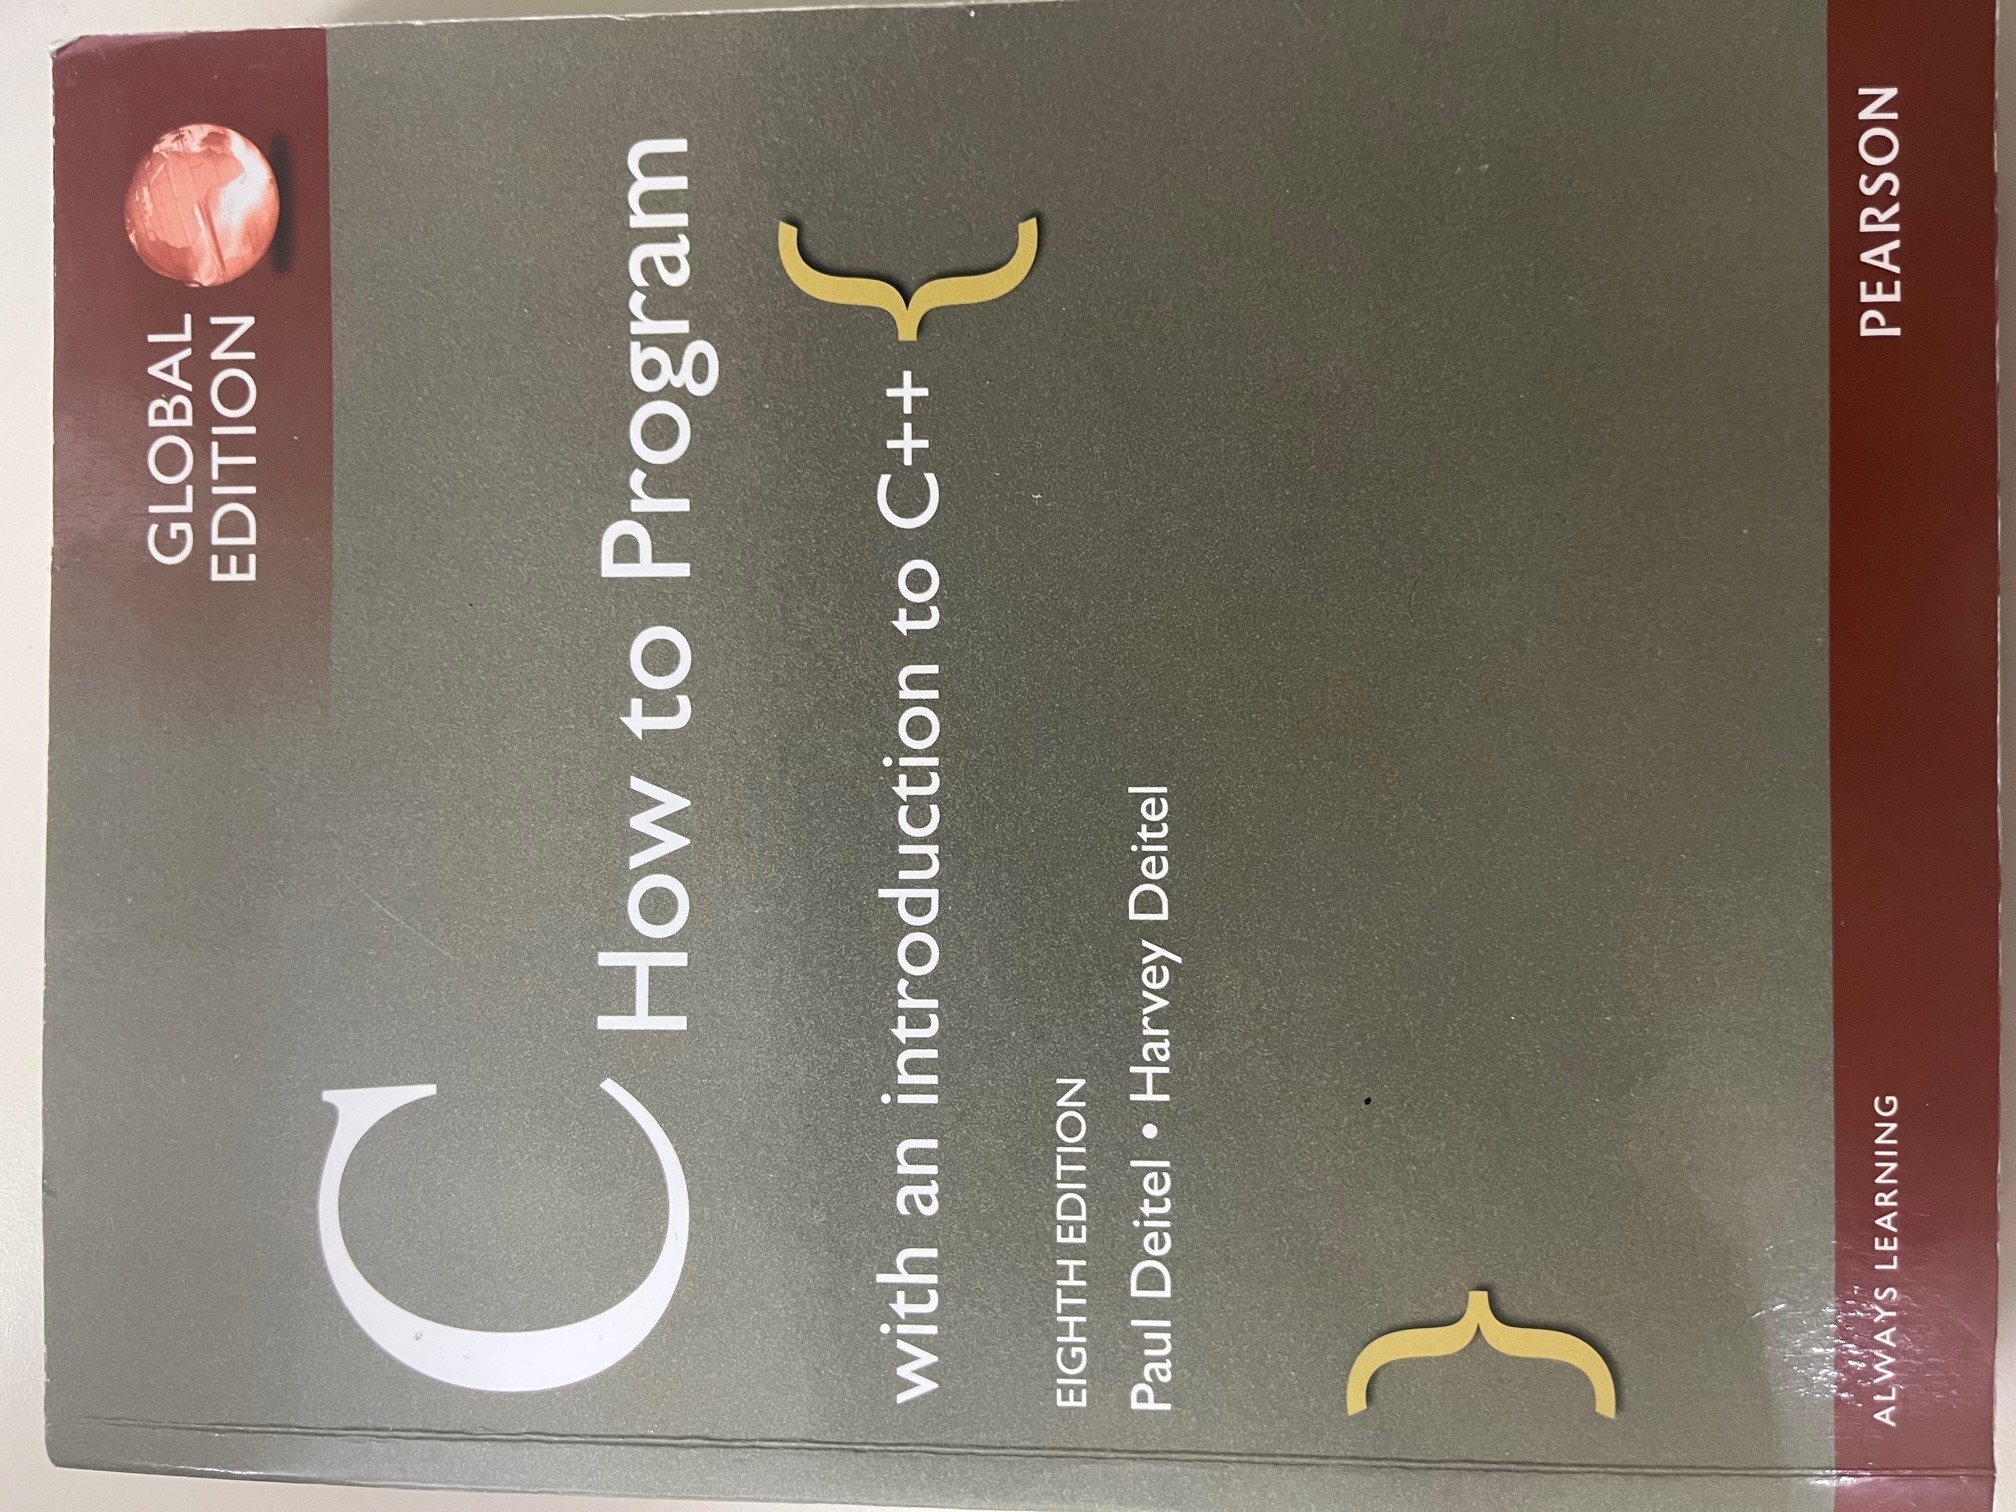 GLOBAL
EDITION
C How to Program
with an introduction to C++ {
EIGHTH EDITION
Paul Deitel • Harvey Deitel
}
ALWAYS LEARNING
PEARSON